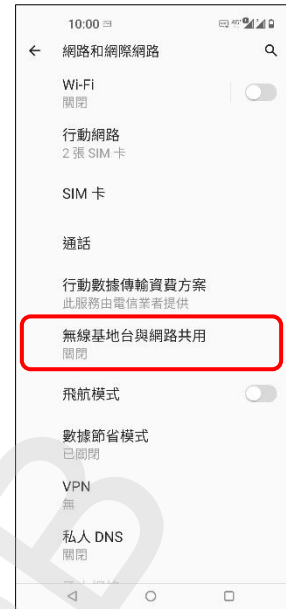 10:00
網路和網際網路
Wi-Fi
關閉
行動網路
2 張 SIM 卡
SIM 卡
通話
行動數據傳輸資費方案
此服務由電信業者提供
無線基地台與網路共用
關閉
飛航模式
數據節省模式
已關閉
VPN
無
私人 DNS
關閉